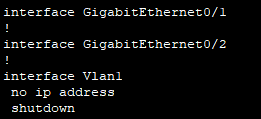 interface GigabitEthernet0/1
!
interface GigabitEthernet0/2
!
interface Vlan1
 no ip address
 shutdown